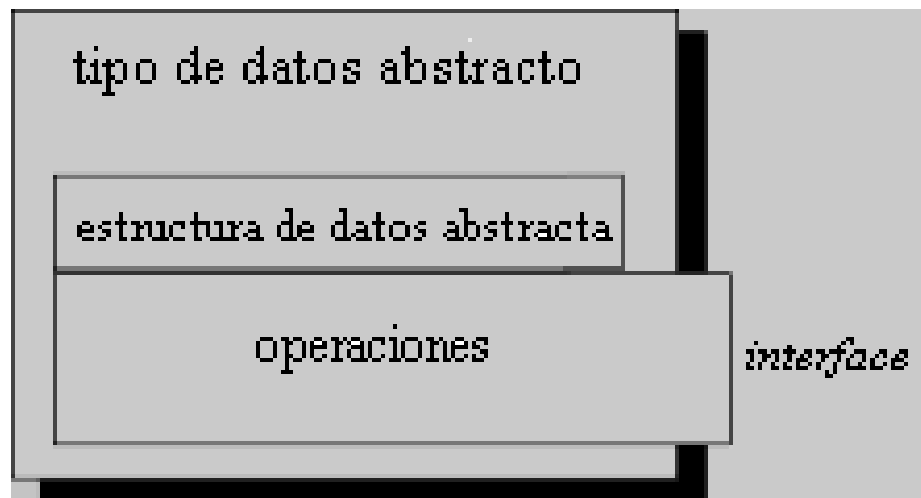 tipo de datos abstracto
estructura de datos abstracta
operaciones
interface